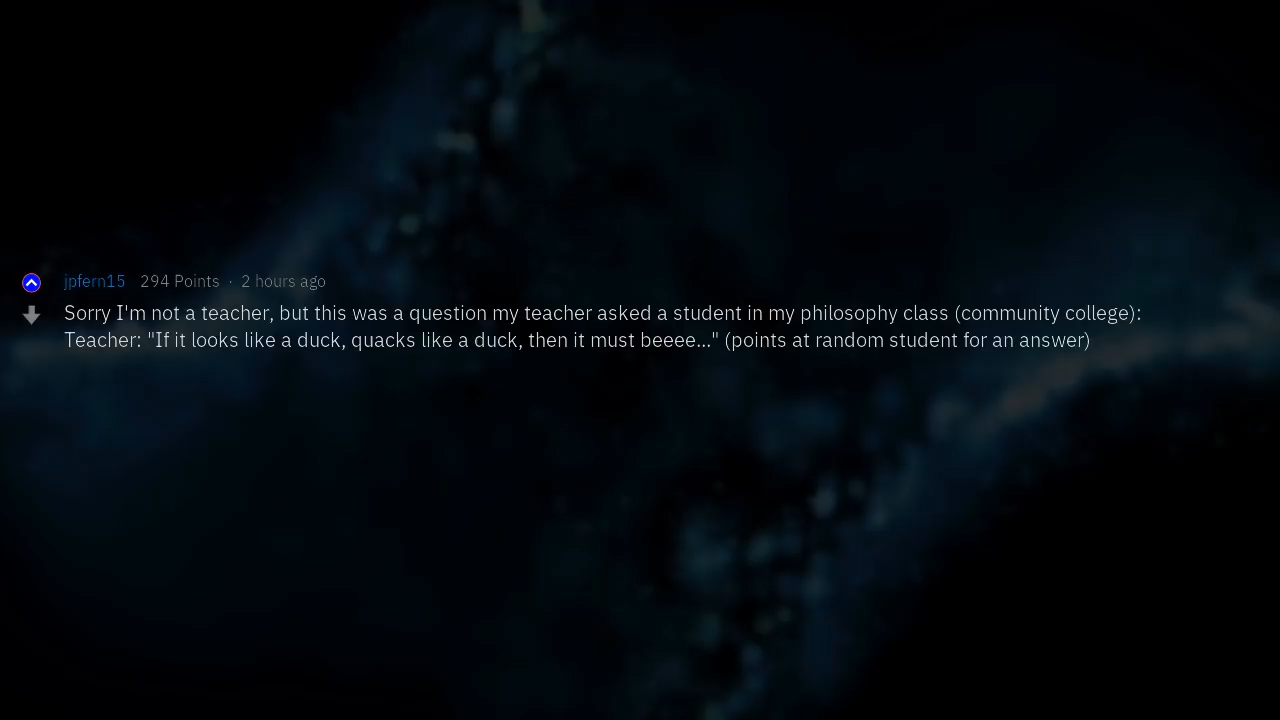 jpfern15 294 Points · 2 hours ago
Sorry I'm not a teacher, but this was a question my teacher asked a student in my philosophy class (community college):
Teacher: "If it looks like a duck, quacks like a duck, then it must beeee..." (points at random student for an answer)